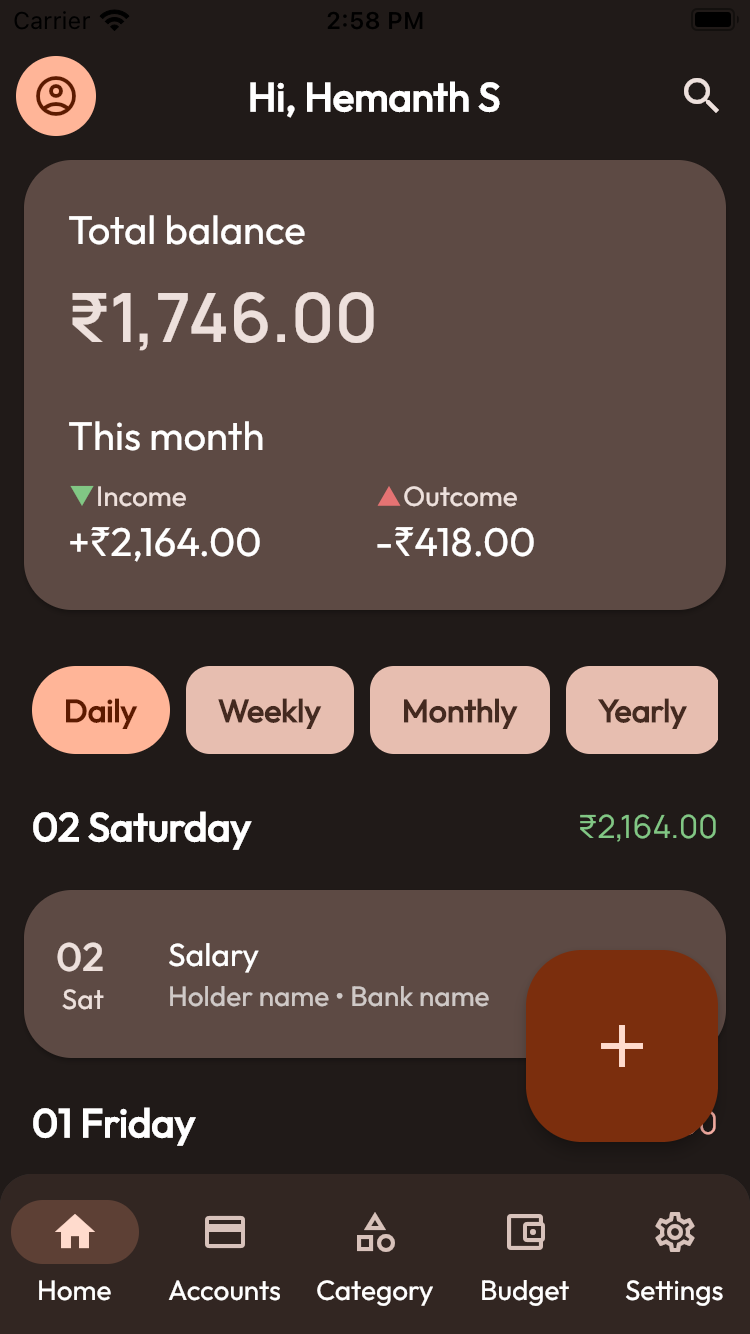 Carrier 2:58 PM
Hi, Hemanth S
Total balance
₹1,746.00
This month
Income Outcome
+₹2,164.00 -₹418.00
Daily Weekly Monthly Yearly
02 Saturday ₹2,164.00
02 Salary
Sat Holder name • Bank name
01 Friday
Home Accounts Category Budget Settings